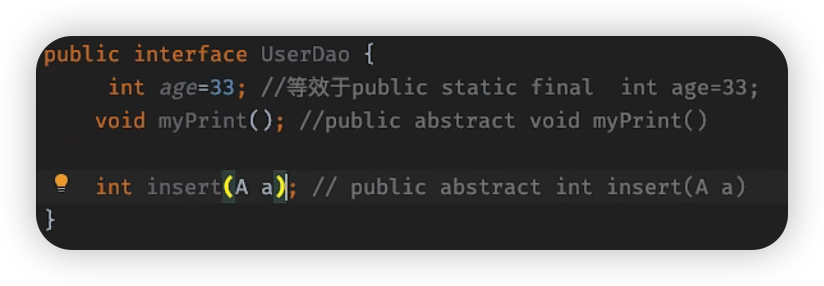 public interface UserDao {
int age=33; //等效于public static final  int age=33;
void myPrint(); //public abstract void myPrint()
int insert(A a); // public abstract int insert(A a)
}